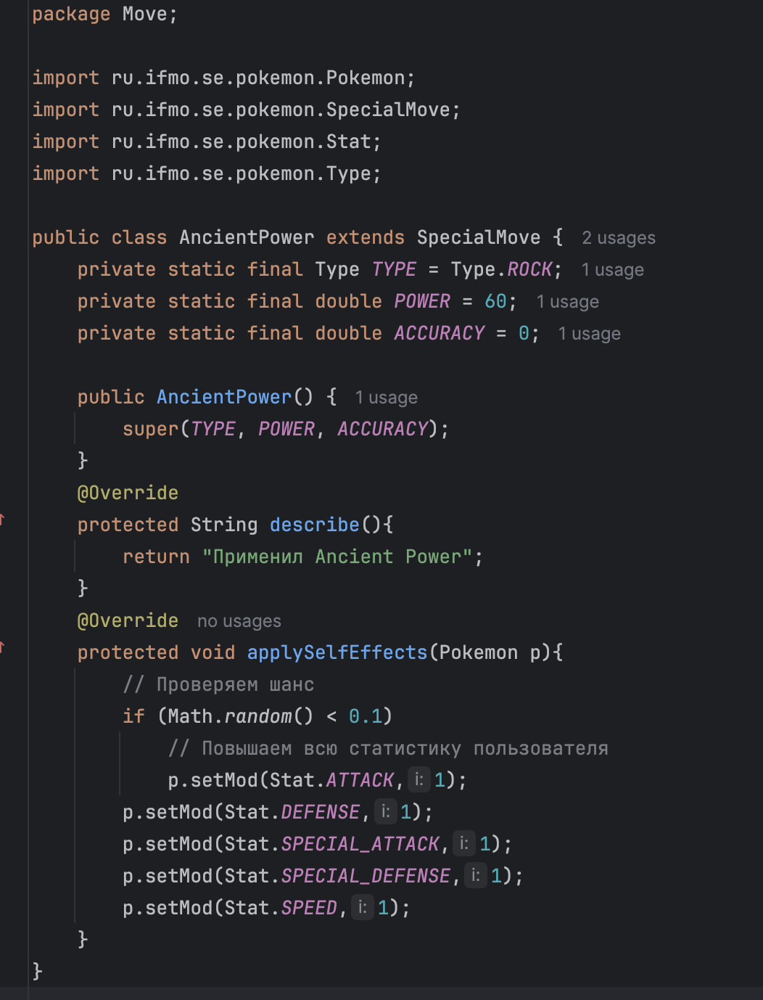 package Move;
import ru.ifmo.se.pokemon.Pokemon;
import ru.ifmo.se.pokemon.SpecialMove;
import ru.ifmo.se.pokemon.Stat;
import ru.ifmo.se.pokemon.Type;
public class AncientPower extends SpecialMove { 2 usages
private static final Type TYPE = Type.ROCK; 1 usage
private static final double POWER = 60; 1 usage
private static final double ACCURACY = 0; 1 usage
public AncientPower() { 1 usage
super(TYPE, POWER, ACCURACY);
}
@Override
protected String describe(){
return "Применил Ancient Power";
}
@Override no usages
protected void applySelfEffects(Pokemon p){
// Проверяем шанс
if (Math.random() < 0.1)
// Повышаем всю статистику пользователя
p.setMod(Stat.ATTACK, i: 1);
p.setMod(Stat.DEFENSE, i: 1);
p.setMod(Stat.SPECIAL_ATTACK, i: 1);
p.setMod(Stat.SPECIAL_DEFENSE, i: 1);
p.setMod(Stat.SPEED, i: 1);
}
}